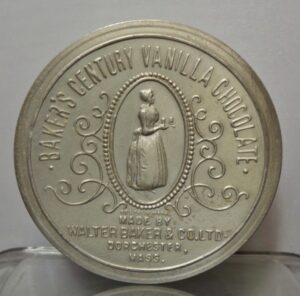 · BAKER'S CENTURY VANILLA CHOCOLATE ·
MADE BY
WALTER BAKER & CO. LTD.
DORCHESTER,
MASS.